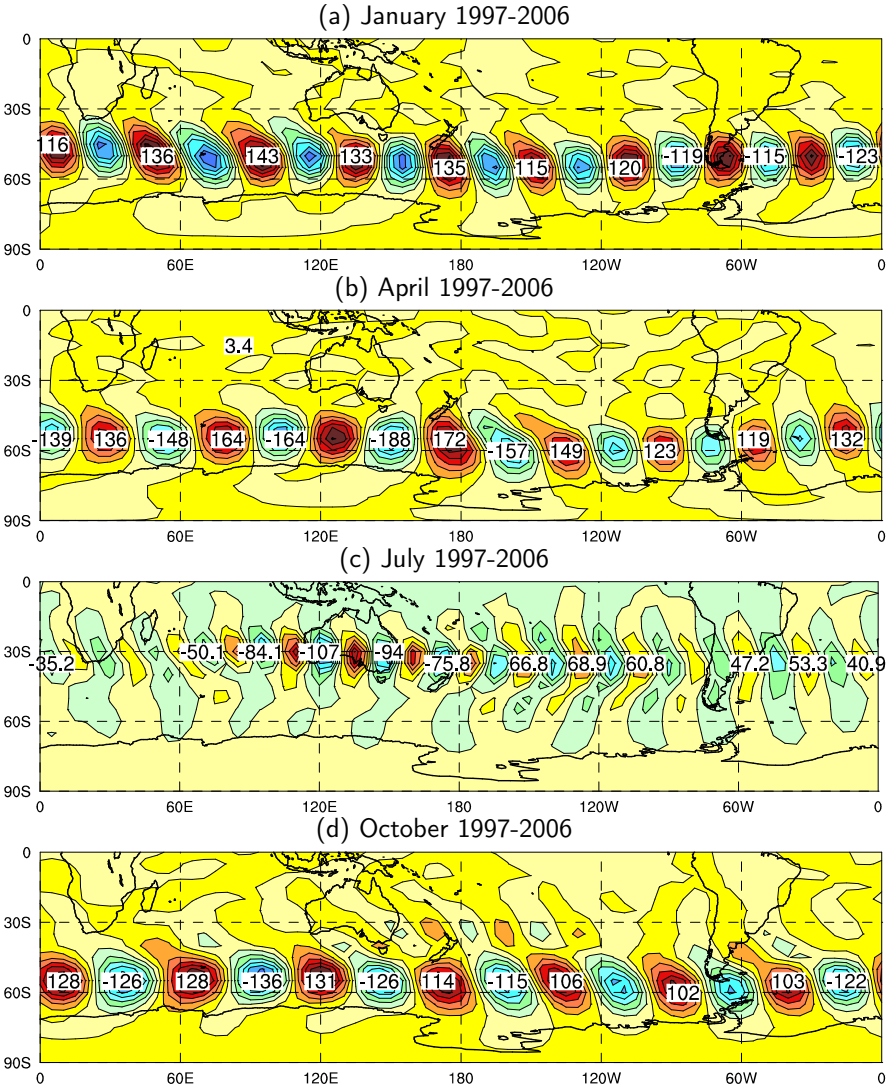 (a) January 1997-2006
0
30S
116 136 143 133 135 115 120 -119 -115 -123
60S
90S
0 60E 120E 180 120W 60W 0
(b) April 1997-2006
0
3.4
30S
-139 136 -148 164 -164 -188 172 -157 149 123 119 132
60S
90S
0 60E 120E 180 120W 60W 0
(c) July 1997-2006
0
30S
-35.2 -50.1 -84.1 -107 -94 -75.8 66.8 68.9 60.8 47.2 53.3 40.9
60S
90S
0 60E 120E 180 120W 60W 0
(d) October 1997-2006
0
30S
128 -126 128 -136 131 -126 114 -115 106 102 103 -122
60S
90S
0 60E 120E 180 120W 60W 0